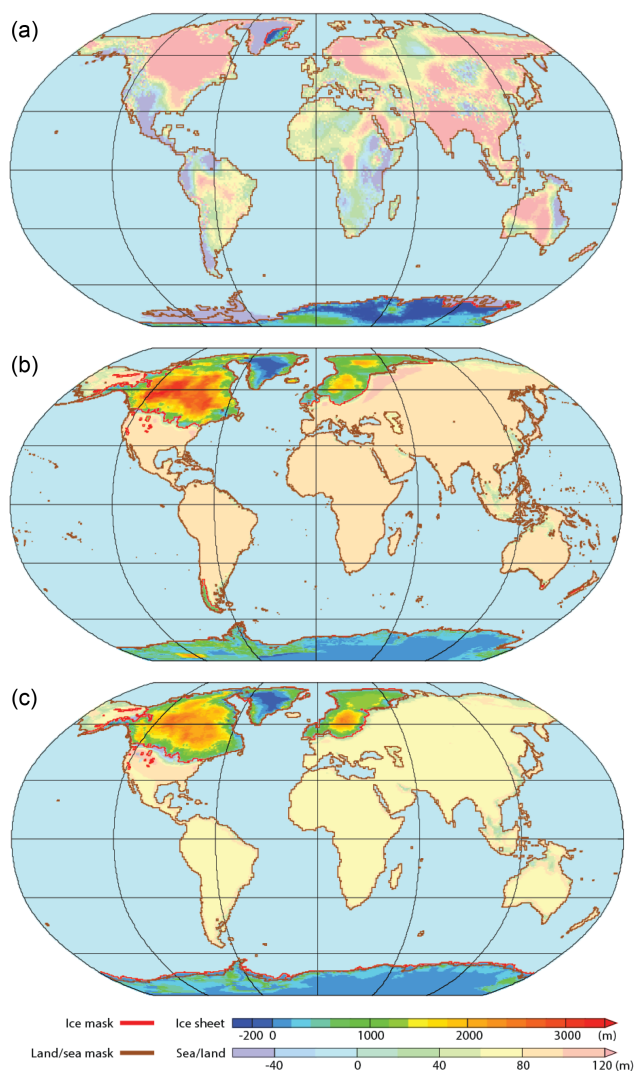 (a)
(b)
(c)
Ice mask Ice sheet -200 0 1000 2000 3000 (m)
Land/sea mask Sea/land -40 0 40 80 120 (m)